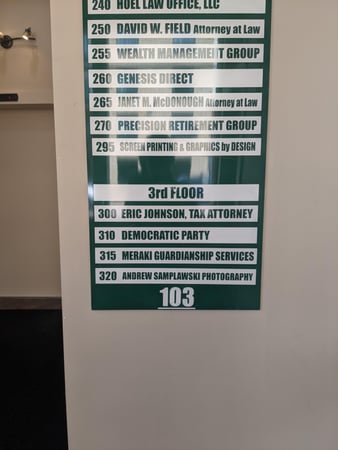 240 HOEL LAW OFFICE, LLC
250 DAVID W. FIELD Attorney at Law
255 WEALTH MANAGEMENT GROUP
260 GENESIS DIRECT
265 JANET M. McDONOUGH Attorney at Law
270 PRECISION RETIREMENT GROUP
295 SCREEN PRINTING & GRAPHICS by DESIGN
3rd FLOOR
300 ERIC JOHNSON, TAX ATTORNEY
310 DEMOCRATIC PARTY
315 MERAKI GUARDIANSHIP SERVICES
320 ANDREW SAMPLAWSKI PHOTOGRAPHY
103